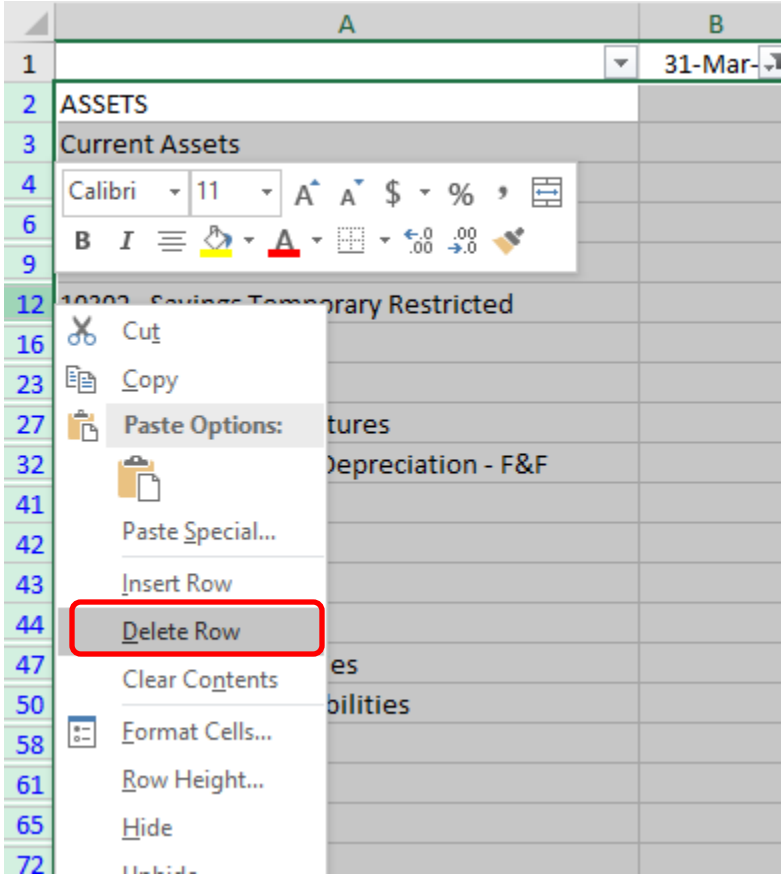 A B
1 31-Mar-
2 ASSETS
3 Current Assets
4 Calibri 11 A A $ % ,
6 B I A .0 .00 .00 .0
9
12 10302 - Savings Temporary Restricted
16 Cut
23 Copy
27 Paste Options: tures
32 Depreciation - F&F
41
Paste Special...
42
43 Insert Row
44 Delete Row
47 Clear Contents es
50 bilities
58 Format Cells...
61 Row Height...
65 Hide
72 Unhide